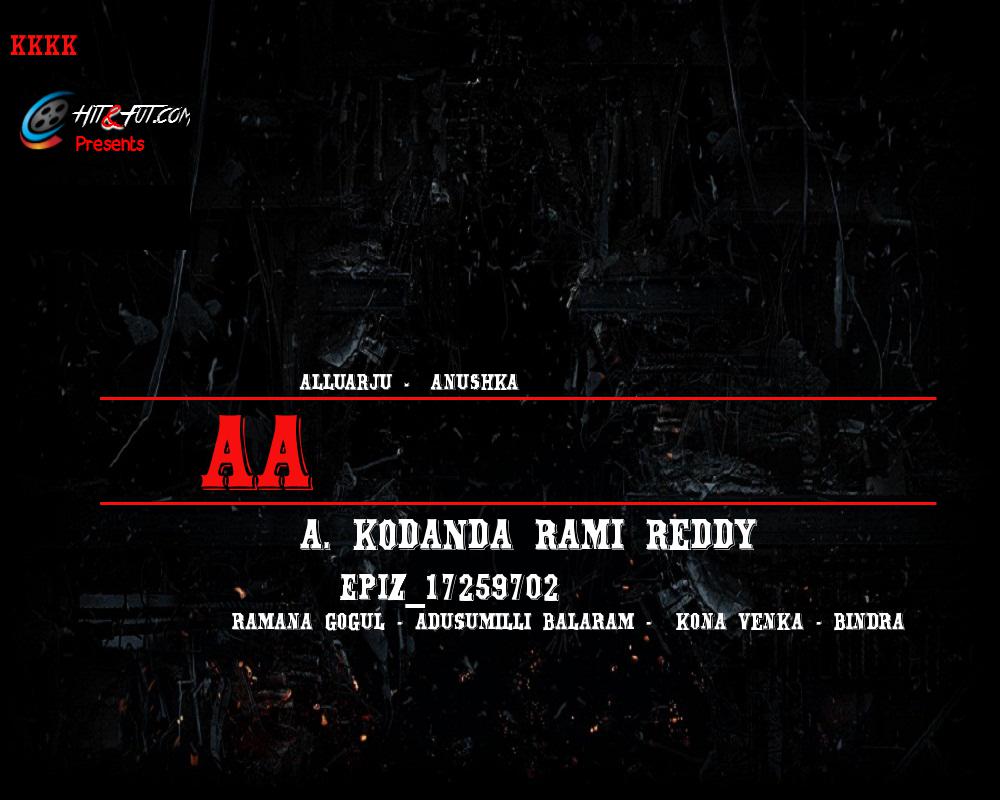 KKKK
HIT&FUT.COM
Presents
ALLUARJU - ANUSHKA
AA
A. KODANDA RAMI REDDY
EPIZ_17259702
RAMANA GOGUL - ADUSUMILLI BALARAM - KONA VENKA - BINDRA